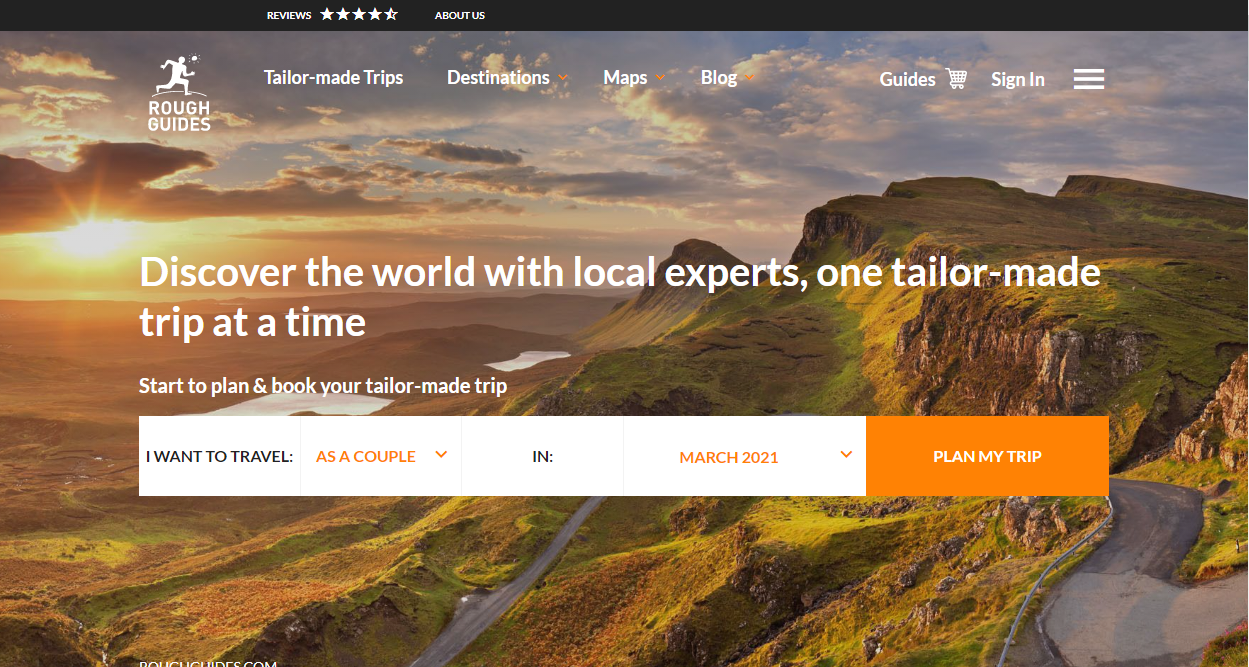 REVIEWS
ABOUT US
ROUGH
GUIDES
Tailor-made Trips
Destinations
Maps
Blog
Guides
Sign In
Discover the world with local experts, one tailor-made
trip at a time
Start to plan & book your tailor-made trip
I WANT TO TRAVEL:
AS A COUPLE
IN:
MARCH 2021
PLAN MY TRIP
ROUGHGUIDES.COM